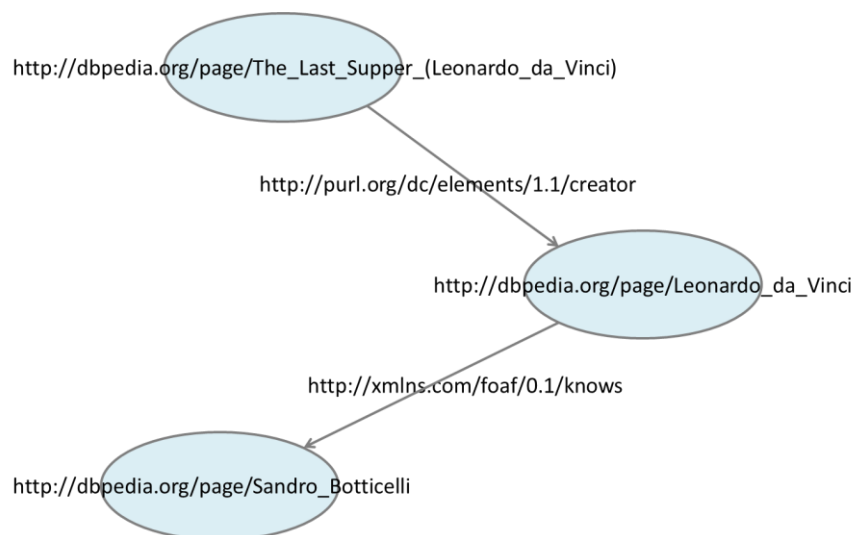 http://dbpedia.org/page/The_Last_Supper_(Leonardo_da_Vinci)
http://purl.org/dc/elements/1.1/creator
http://dbpedia.org/page/Leonardo_da_Vinci
http://xmlns.com/foaf/0.1/knows
http://dbpedia.org/page/Sandro_Botticelli